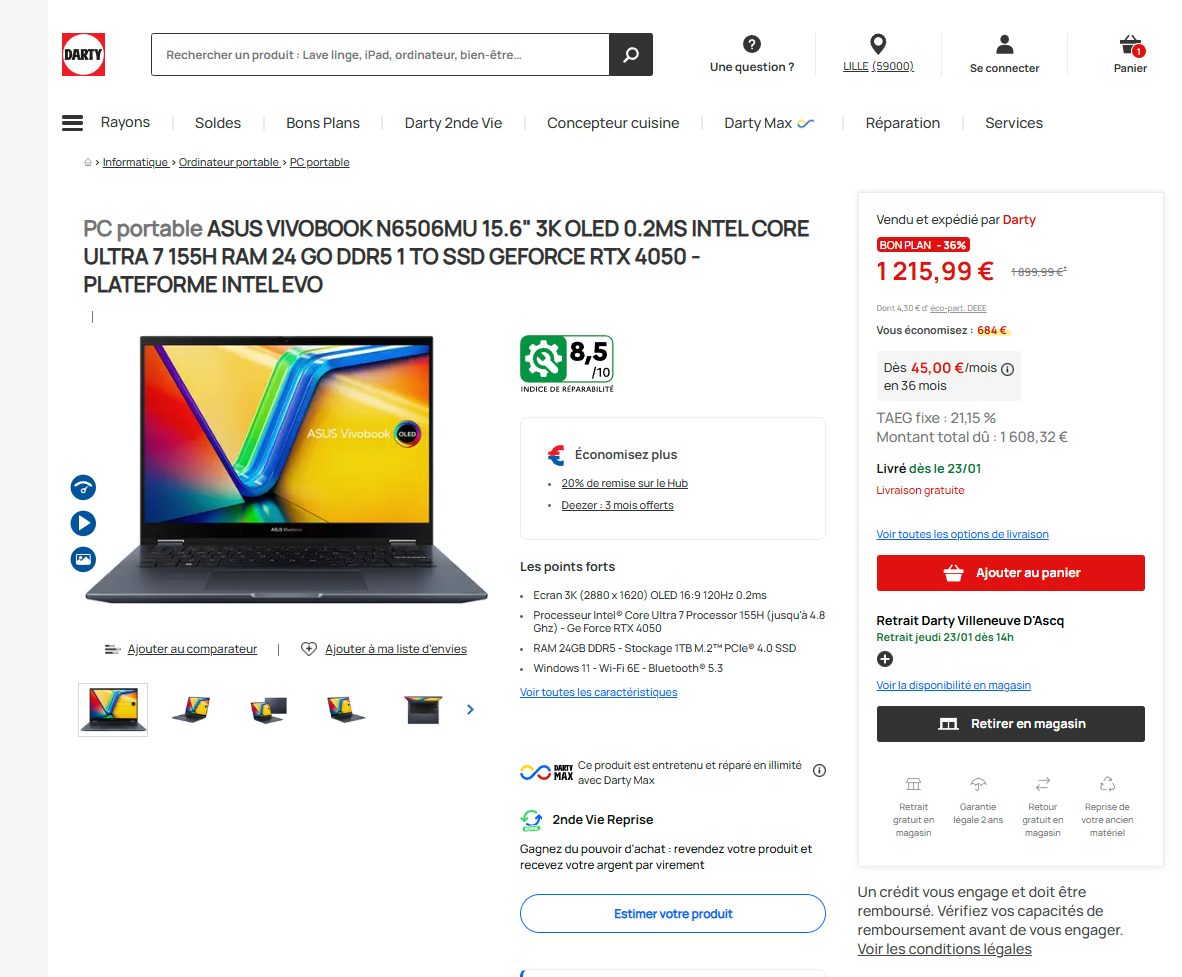 DARTY
Rechercher un produit : Lave linge, iPad, ordinateur, bien-être...
Une question ?
LILLE (59000)
Se connecter
1
Panier
Rayons
Soldes
Bons Plans
Darty 2nde Vie
Concepteur cuisine
Darty Max
Réparation
Services
> Informatique > Ordinateur portable > PC portable
PC portable ASUS VIVOBOOK N6506MU 15.6" 3K OLED 0.2MS INTEL CORE
ULTRA 7 155H RAM 24 GO DDR5 1 TO SSD GEFORCE RTX 4050 -
PLATEFORME INTEL EVO
|
ASUS Vivobook OLED
ASUS Vivobook
Ajouter au comparateur | Ajouter à ma liste d'envies
8,5
/10
INDICE DE RÉPARABILITÉ
Économisez plus
• 20% de remise sur le Hub
• Deezer : 3 mois offerts
Les points forts
• Ecran 3K (2880 x 1620) OLED 16:9 120Hz 0.2ms
• Processeur Intel® Core Ultra 7 Processor 155H (jusqu'à 4.8
Ghz) - Ge Force RTX 4050
• RAM 24GB DDR5 - Stockage 1TB M.2™ PCIe® 4.0 SSD
• Windows 11 - Wi-Fi 6E - Bluetooth® 5.3
Voir toutes les caractéristiques
DARTY
MAX
Ce produit est entretenu et réparé en illimité
avec Darty Max
2nde Vie Reprise
Gagnez du pouvoir d'achat : revendez votre produit et
recevez votre argent par virement
Estimer votre produit
Vendu et expédié par Darty
BON PLAN - 36%
1 215,99 € 1 899,99 €*
Dont 4,30 € d' éco-part. DEEE
Vous économisez : 684 €
Dès 45,00 €/mois
en 36 mois
TAEG fixe : 21,15 %
Montant total dû : 1 608,32 €
Livré dès le 23/01
Livraison gratuite
Voir toutes les options de livraison
Ajouter au panier
Retrait Darty Villeneuve D'Ascq
Retrait jeudi 23/01 dès 14h
Voir la disponibilité en magasin
Retirer en magasin
Retrait
gratuit en
magasin
Garantie
légale 2 ans
Retour
gratuit en
magasin
Reprise de
votre ancien
matériel
Un crédit vous engage et doit être
remboursé. Vérifiez vos capacités de
remboursement avant de vous engager.
Voir les conditions légales